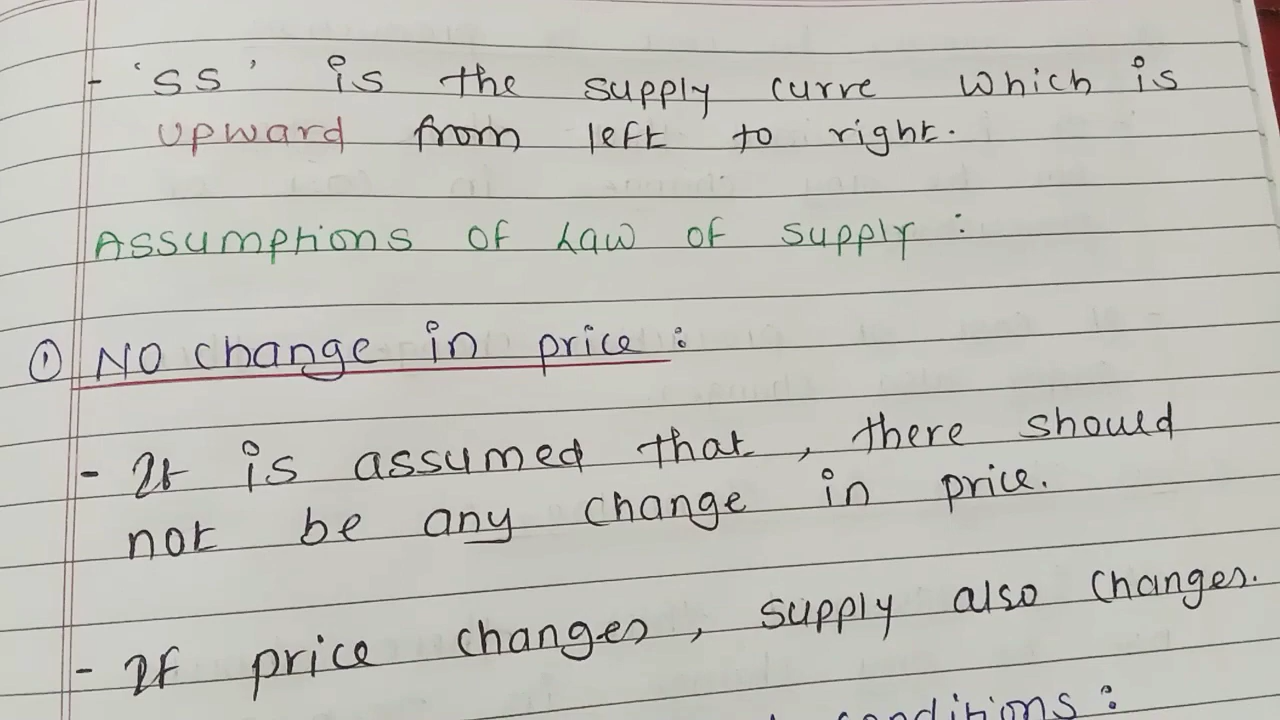 - 'SS' is the supply curve which is
upward from left to right.
Assumptions of Law of supply :
① No change in price :
- It is assumed that, there should
not be any change in price.
- If price changes, supply also changes.
conditions :